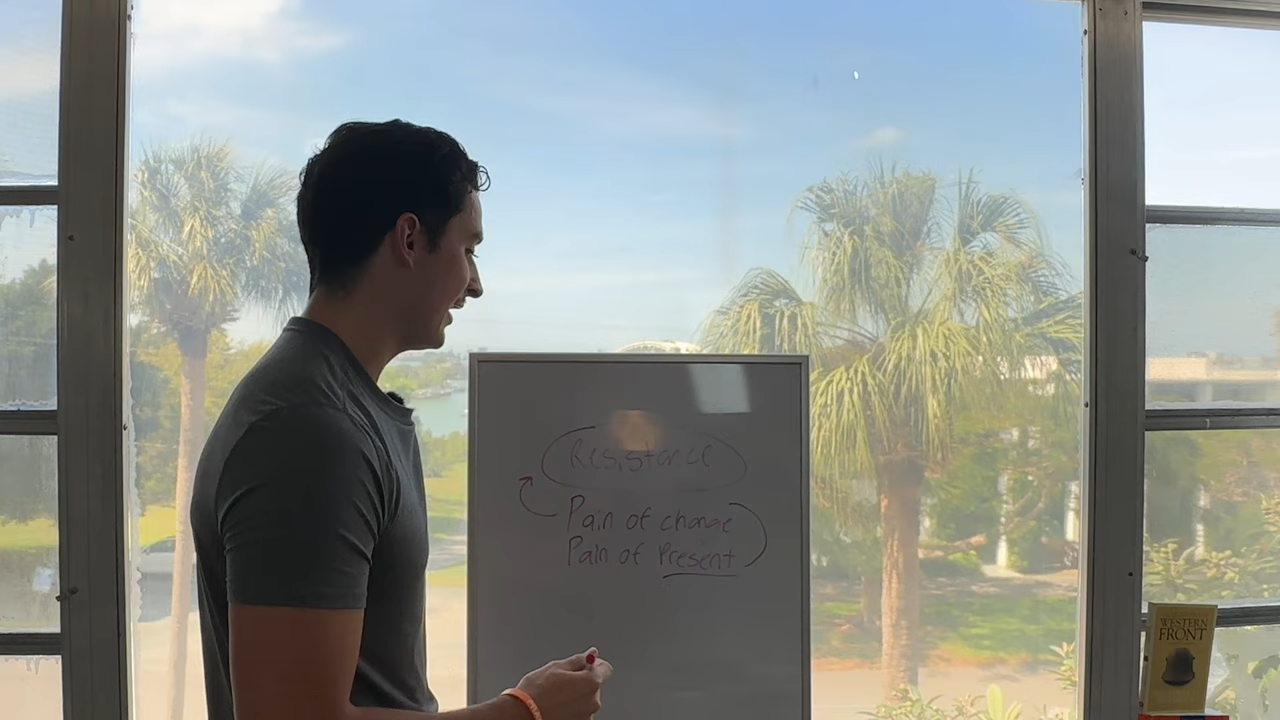 Resistance
Pain of change
Pain of Present
WESTERN
FRONT